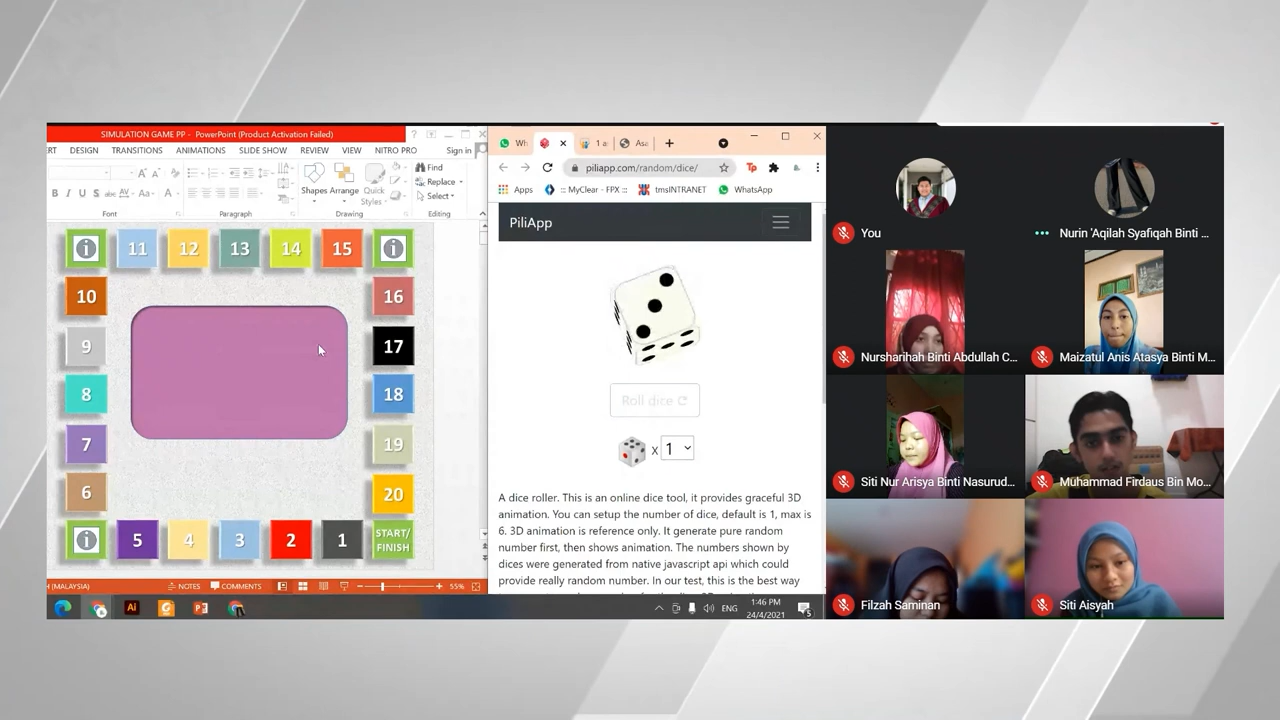 SIMULATION GAME PP - PowerPoint (Product Activation Failed)
DESIGN TRANSITIONS ANIMATIONS SLIDE SHOW REVIEW VIEW NITRO PRO Sign in
Find
Replace
Select
Shapes Arrange Quick
Styles
Font Paragraph Drawing Editing
11 12 13 14 15
10 16
9 17
8 18
7 19
6 20
5 4 3 2 1 START/
FINISH
(MALAYSIA) NOTES COMMENTS 55%
piliapp.com/random/dice/
Apps :: MyClear - FPX :: tmsINTRANET WhatsApp
PiliApp
Roll dice
x 1
A dice roller. This is an online dice tool, it provides graceful 3D
animation. You can setup the number of dice, default is 1, max is
6. 3D animation is reference only. It generate pure random
number first, then shows animation. The numbers shown by
dices were generated from native javascript api which could
provide really random number. In our test, this is the best way
You
Nurin 'Aqilah Syafiqah Binti ...
Nursharihah Binti Abdullah C...
Maizatul Anis Atasya Binti M...
Siti Nur Arisya Binti Nasurud...
Muhammad Firdaus Bin Mo...
Filzah Saminan
Siti Aisyah
ENG
1:46 PM
24/4/2021